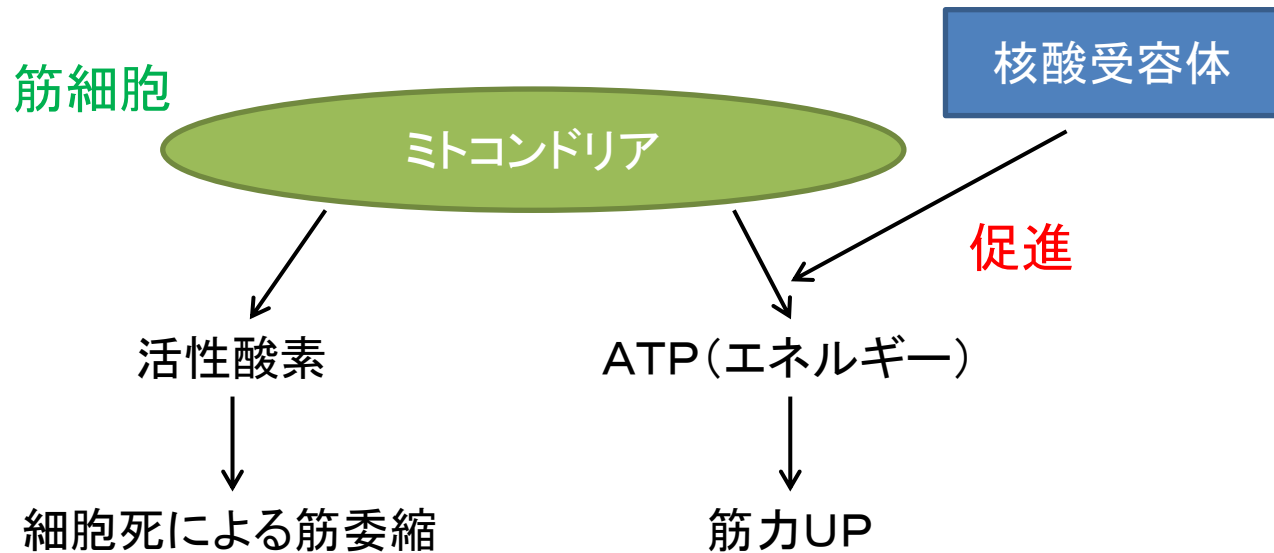 核酸受容体
筋細胞
ミトコンドリア
促進
活性酸素
ATP(エネルギー)
細胞死による筋委縮
筋力UP